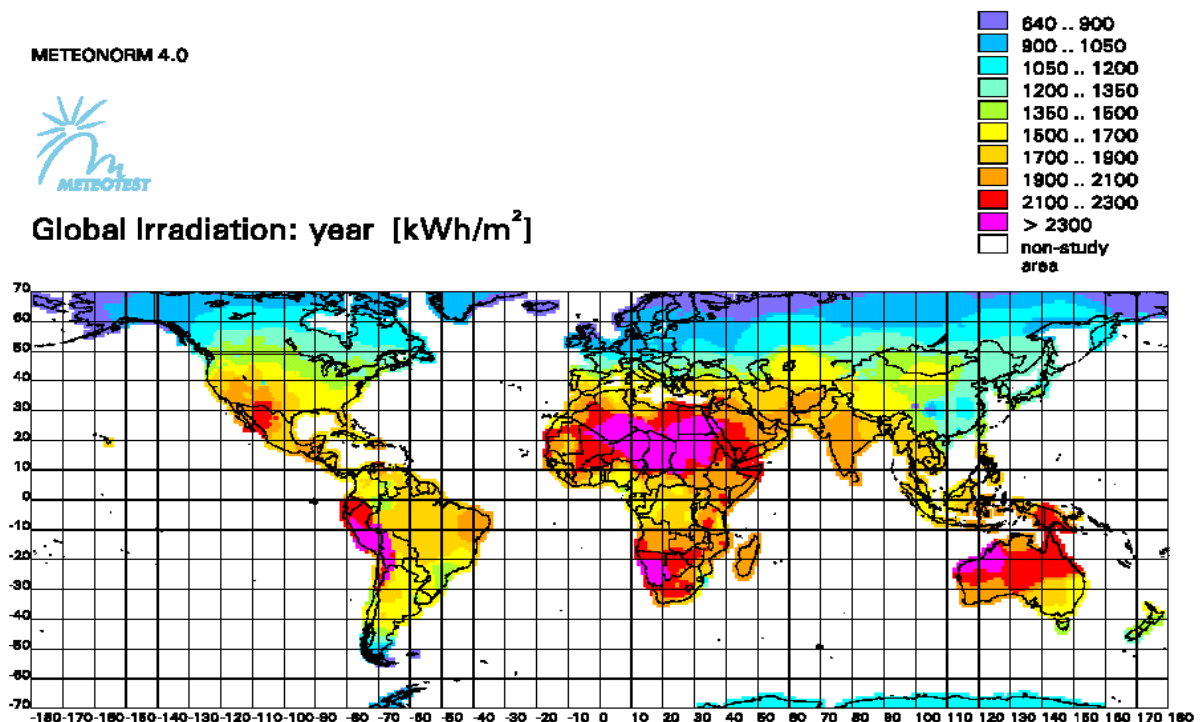 640 .. 900
METEONORM 4.0
900 .. 1050
1050 .. 1200
1200 .. 1350
1350 .. 1500
1500 .. 1700
1700 .. 1900
METEOTEST
1900 .. 2100
2100 .. 2300
Global Irradiation: year [kWh/m²]
> 2300
non-study
area
70
60
50
40
30
20
10
0
-10
-20
-30
-40
-50
-60
-70
-180-170-160-150-140-130-120-110-100-90 -80 -70 -60 -50 -40 -30 -20 -10 0 10 20 30 40 50 60 70 80 90 100 110 120 130 140 150 160 170 180